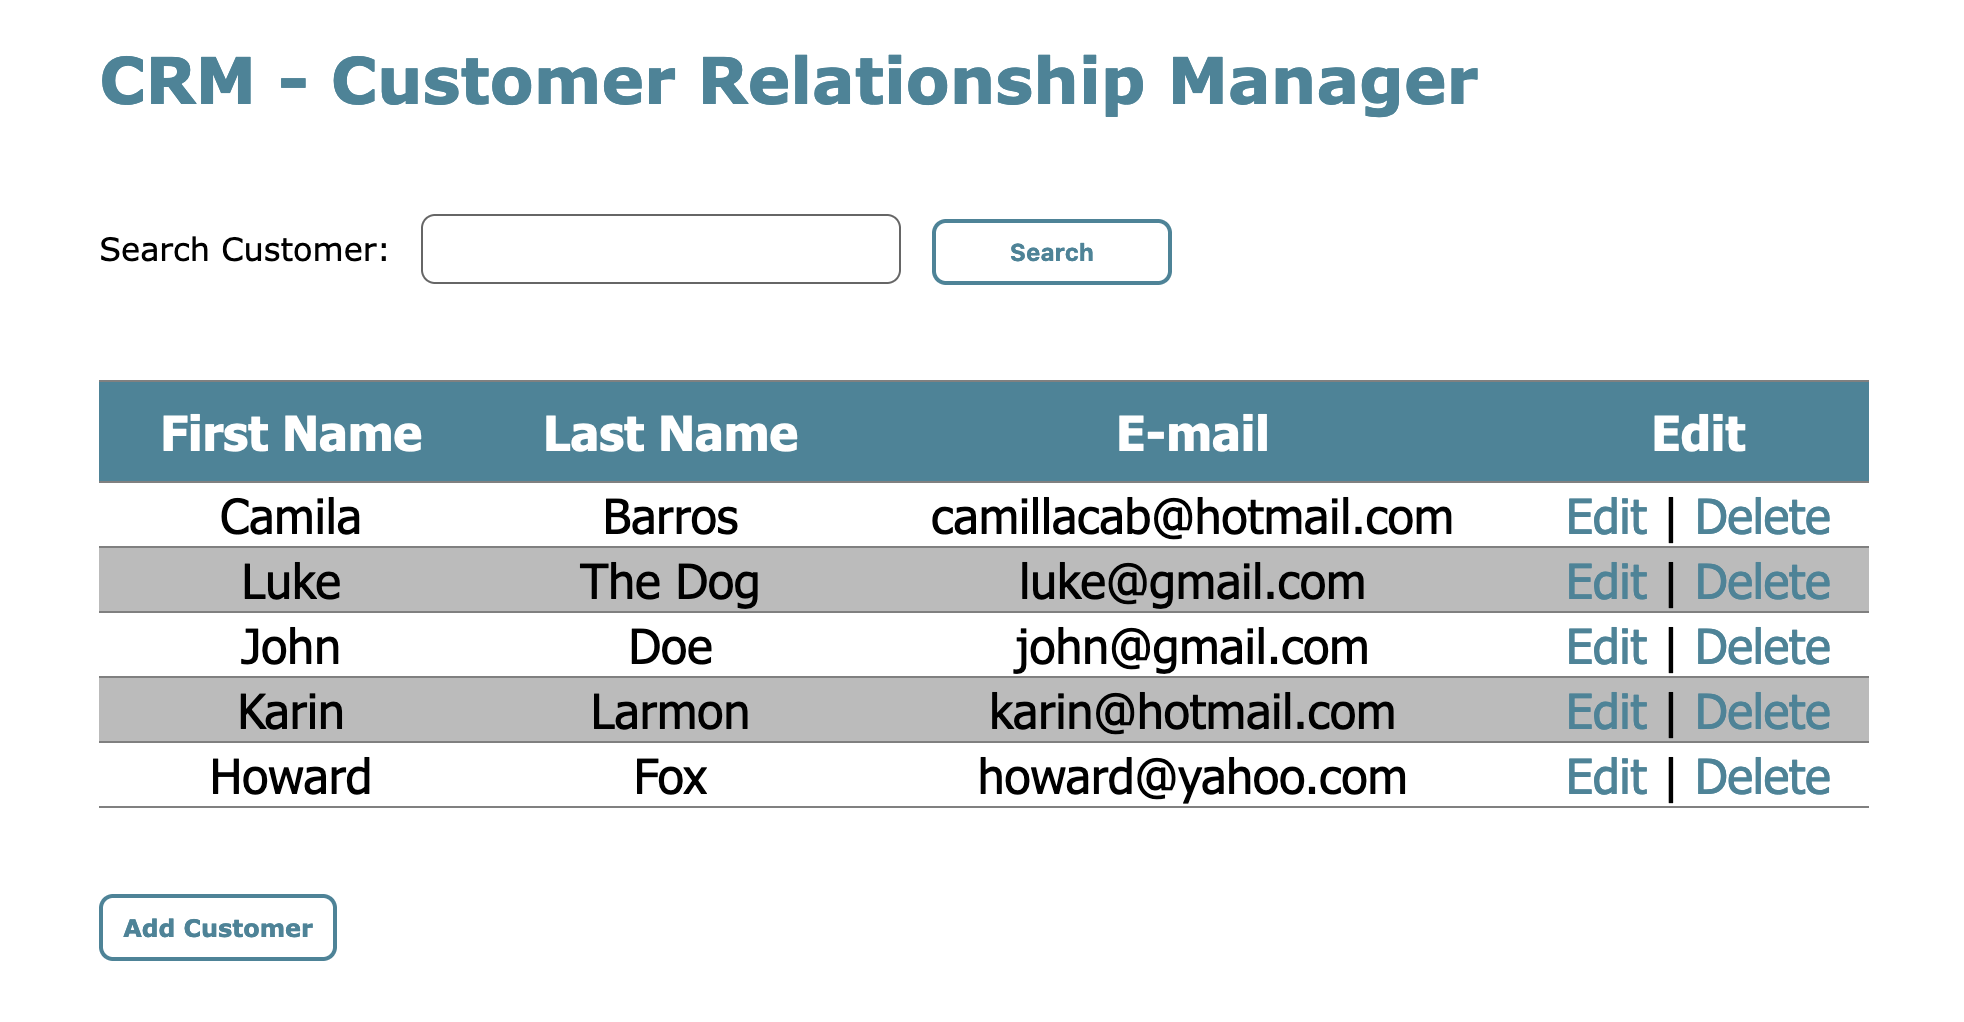 CRM - Customer Relationship Manager
Search Customer: Search
First Name Last Name E-mail Edit
Camila Barros camillacab@hotmail.com Edit | Delete
Luke The Dog luke@gmail.com Edit | Delete
John Doe john@gmail.com Edit | Delete
Karin Larmon karin@hotmail.com Edit | Delete
Howard Fox howard@yahoo.com Edit | Delete
Add Customer